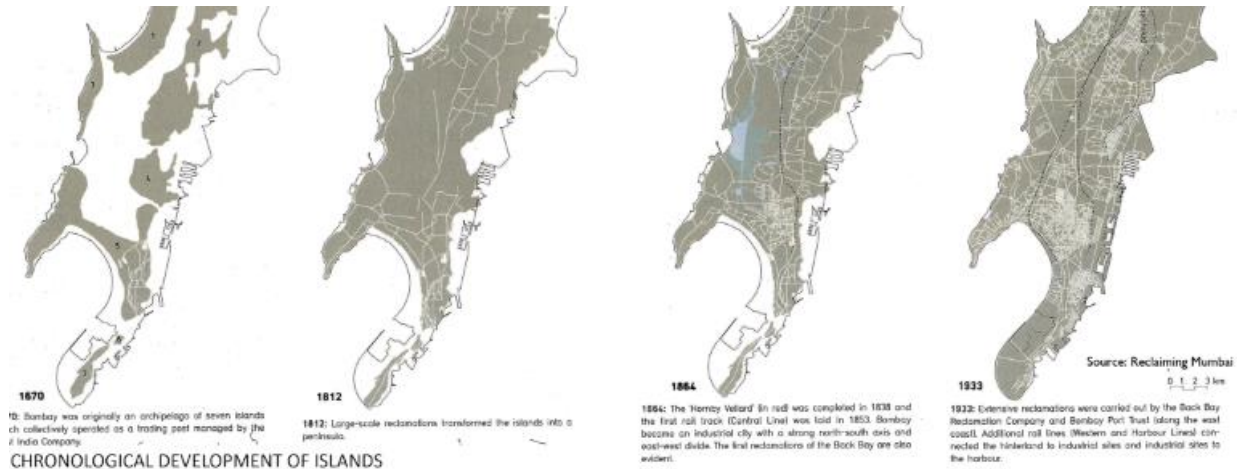 1670
70: Bombay was originally an archipelago of seven islands
ch collectively operated as a trading post managed by the
India Company.
1812
1812: Large-scale reclamations transformed the islands into a
peninsula.
1864
1864: The 'Hornby Vellard' (in red) was completed in 1838 and
the first rail track (Central Line) was laid in 1853. Bombay
became an industrial city with a strong north-south axis and
east-west divide. The first reclamations of the Back Bay are also
evident.
Source: Reclaiming Mumbai
0 1 2 3 km
1933
1933: Extensive reclamations were carried out by the Back Bay
Reclamation Company and Bombay Port Trust (along the east
coast). Additional rail lines (Western and Harbour Lines) con-
nected the hinterland to industrial sites and industrial sites to
the harbour.
CHRONOLOGICAL DEVELOPMENT OF ISLANDS